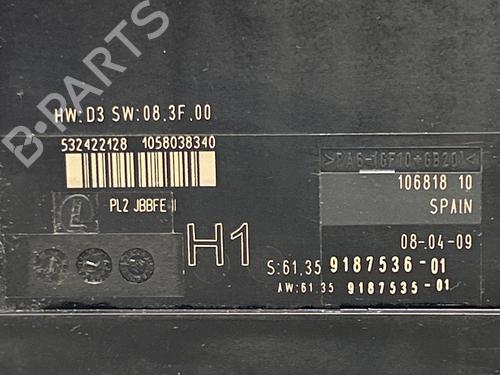 HW:D3 SW:08.3F.00
532422128 1058038340
PL2 JBBFE II
H1
>PA6-(GF10+GB20)<
106818 10
SPAIN
08-04-09
S:61.35 9187536-01
AW:61.35 9187535-01
B-PARTS